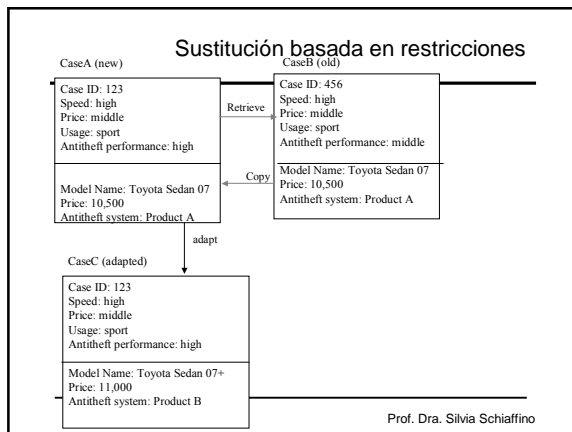 Sustitución basada en restricciones
CaseA (new)
Case ID: 123
Speed: high
Price: middle
Usage: sport
Antitheft performance: high
Model Name: Toyota Sedan 07
Price: 10,500
Antitheft system: Product A
Retrieve
Copy
CaseB (old)
Case ID: 456
Speed: high
Price: middle
Usage: sport
Antitheft performance: middle
Model Name: Toyota Sedan 07
Price: 10,500
Antitheft system: Product A
adapt
CaseC (adapted)
Case ID: 123
Speed: high
Price: middle
Usage: sport
Antitheft performance: high
Model Name: Toyota Sedan 07+
Price: 11,000
Antitheft system: Product B
Prof. Dra. Silvia Schiaffino